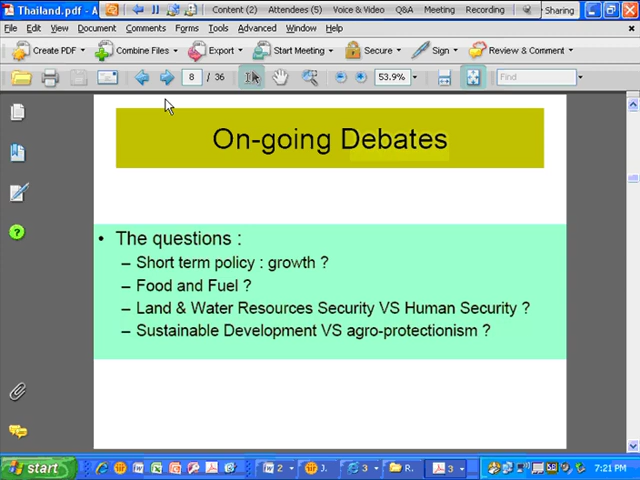 Thailand.pdf - A
Content (2) Attendees (5) Voice & Video Q&A Meeting Recording Sharing
File Edit View Document Comments Forms Tools Advanced Window Help
Create PDF Combine Files Export Start Meeting Secure Sign Review & Comment
8 / 36 53.9% Find
On-going Debates
• The questions :
– Short term policy : growth ?
– Food and Fuel ?
– Land & Water Resources Security VS Human Security ?
– Sustainable Development VS agro-protectionism ?
start 2 J. 3 R. 3 7:21 PM